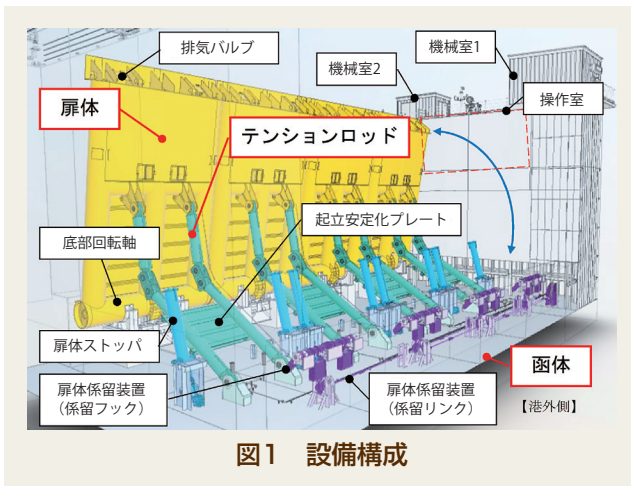 排気バルブ
機械室1
機械室2
操作室
扉体
テンションロッド
起立安定化プレート
底部回転軸
扉体ストッパ
函体
扉体係留装置
(係留フック)
扉体係留装置
(係留リンク)
【港外側】
図1 設備構成